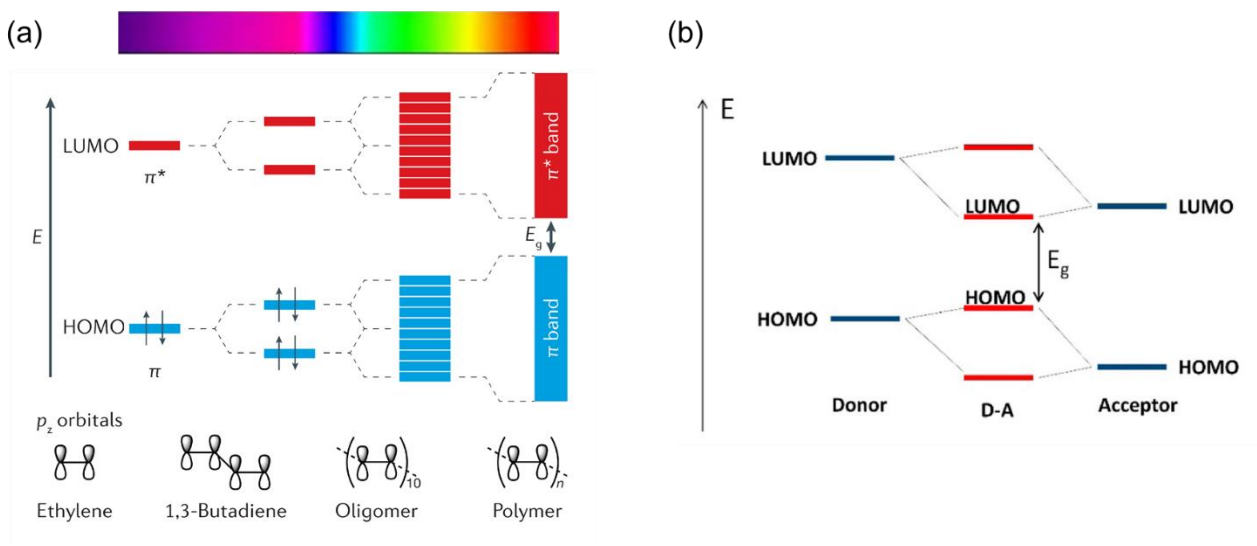 (a)
E
LUMO
π*
HOMO
π
E_g
π* band
π band
p_z orbitals
10
n
Ethylene
1,3-Butadiene
Oligomer
Polymer
(b)
E
LUMO
LUMO
LUMO
E_g
HOMO
HOMO
HOMO
Donor
D-A
Acceptor